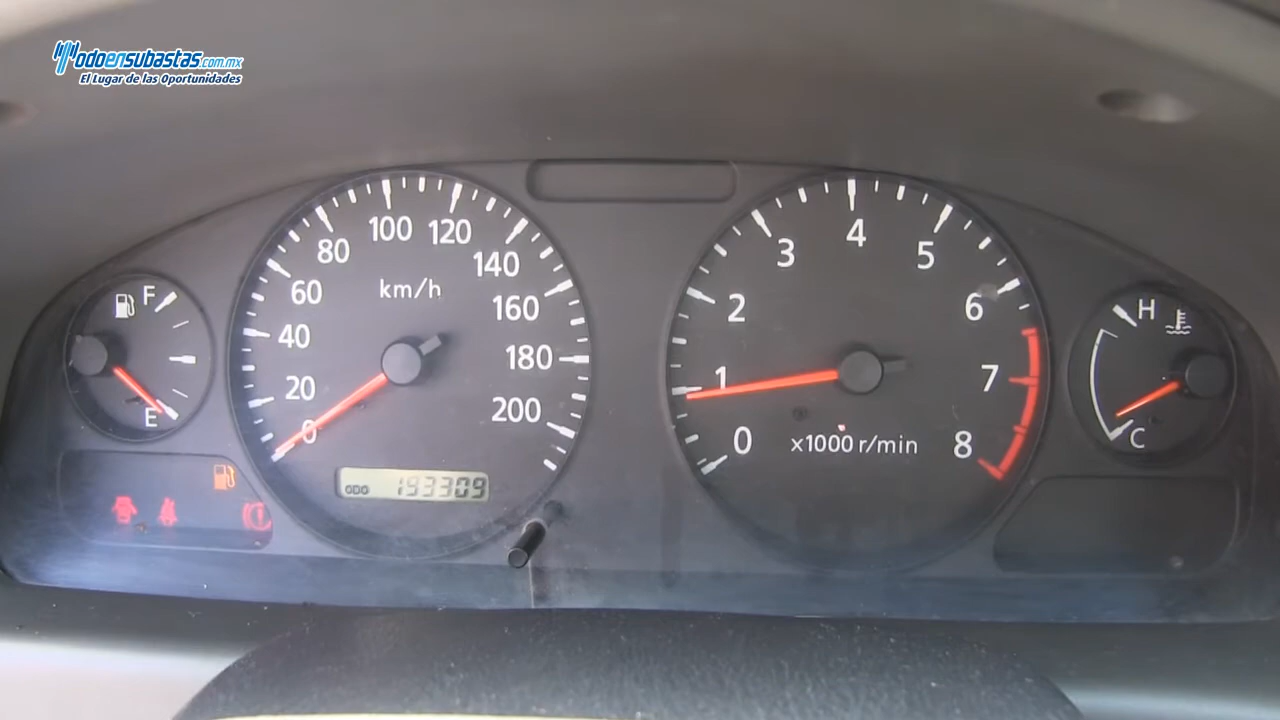 todoensubastas.com.mx
El Lugar de las Oportunidades
F
E
km/h
0
20
40
60
80
100
120
140
160
180
200
ODO 193309
0
1
2
3
4
5
6
7
8
x1000 r/min
H
C